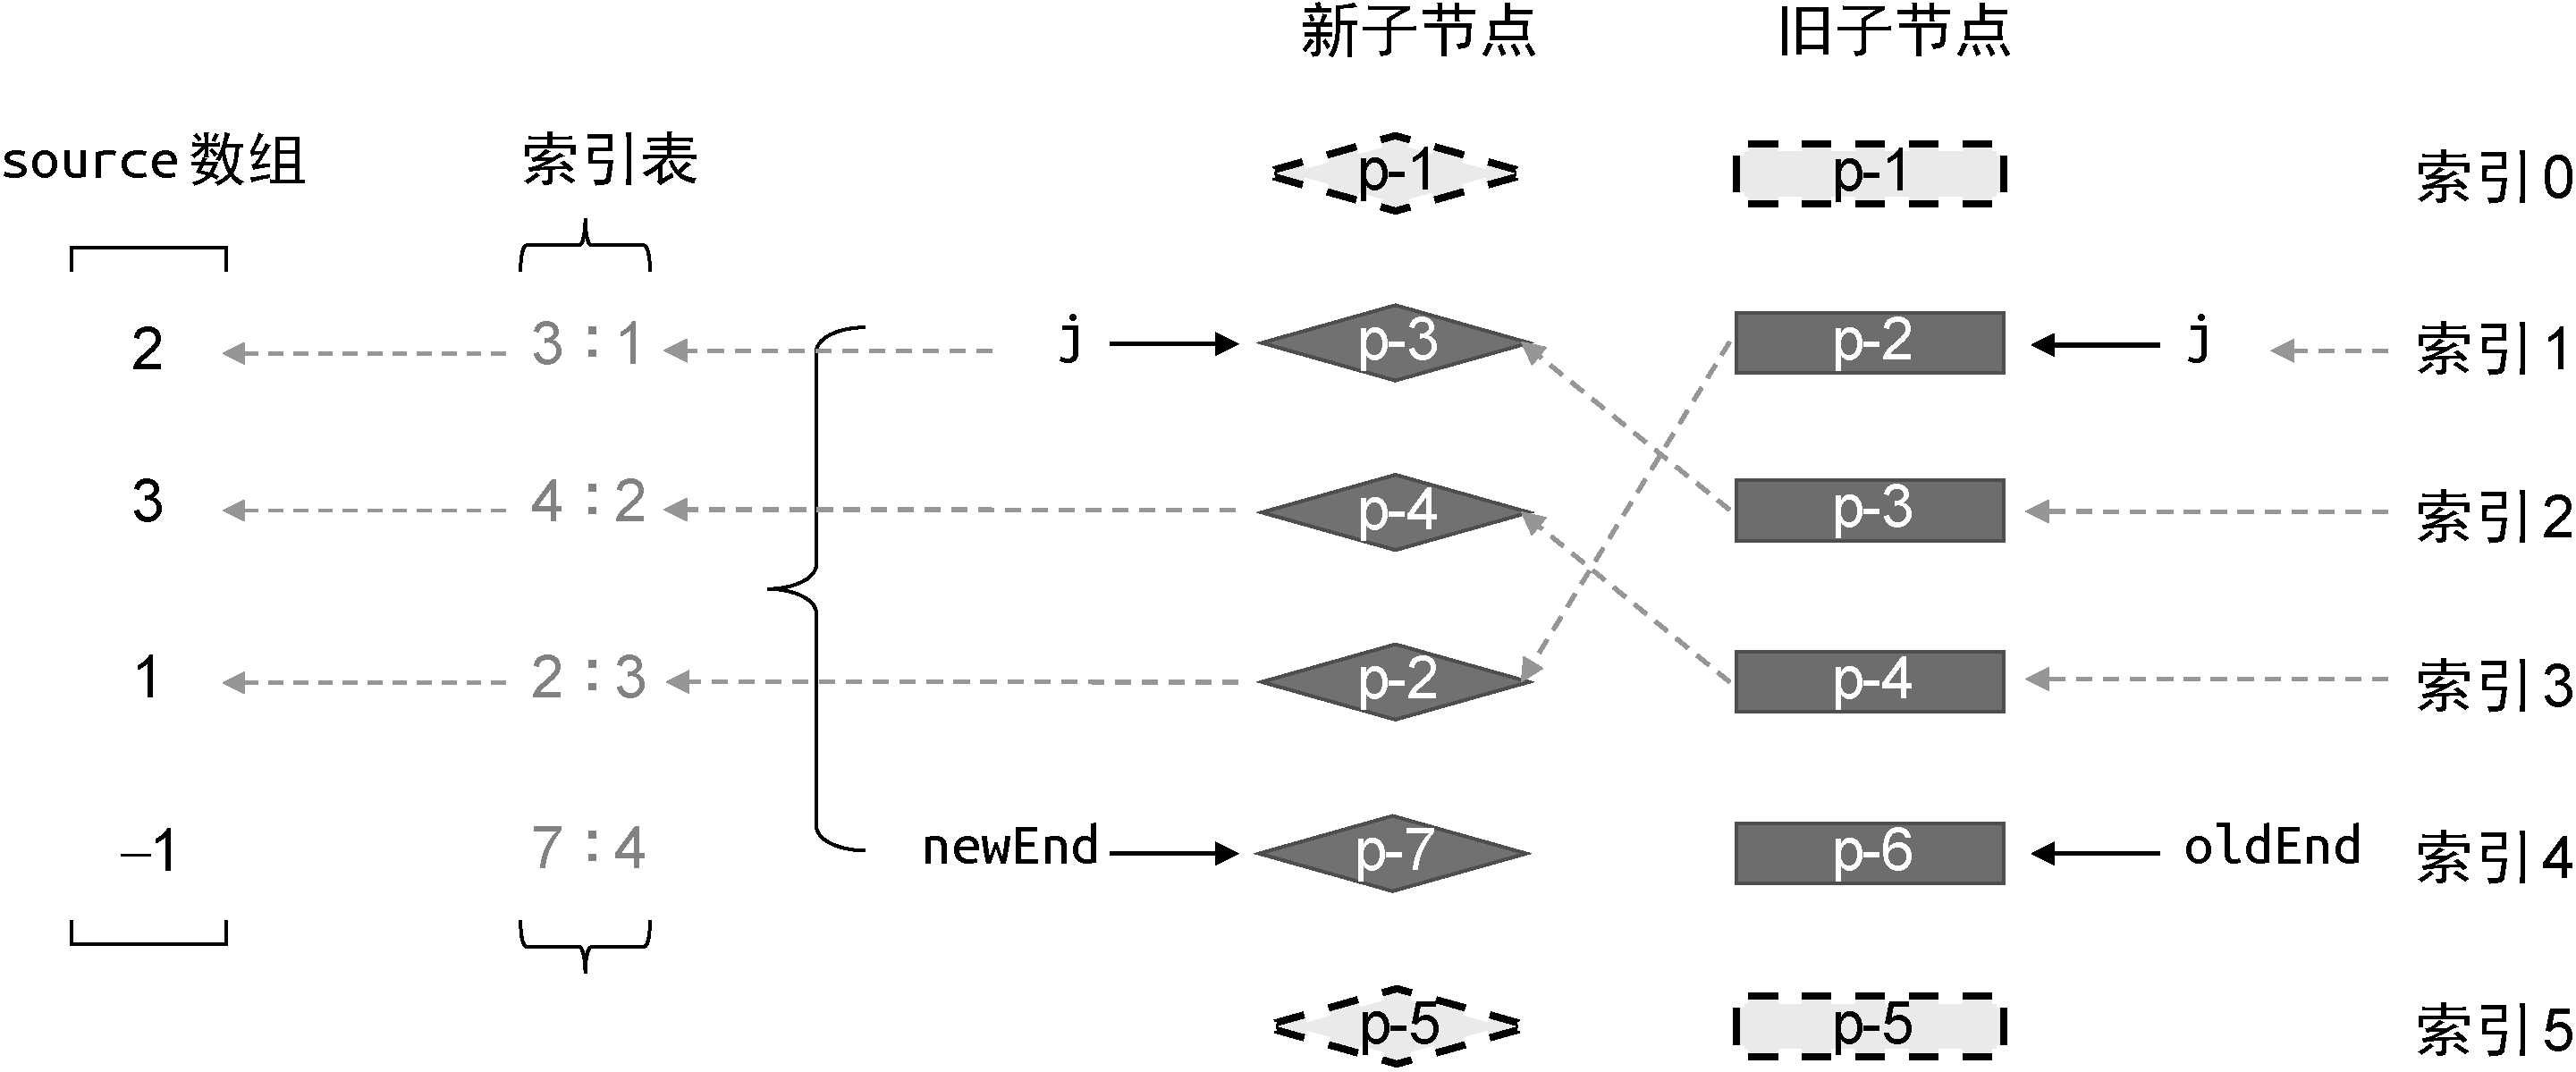 新子节点 旧子节点
source 数组 索引表 p-1 p-1 索引0
2 3 : 1 j p-3 p-2 j 索引1
3 4 : 2 p-4 p-3 索引2
1 2 : 3 p-2 p-4 索引3
−1 7 : 4 newEnd p-7 p-6 oldEnd 索引4
p-5 p-5 索引5